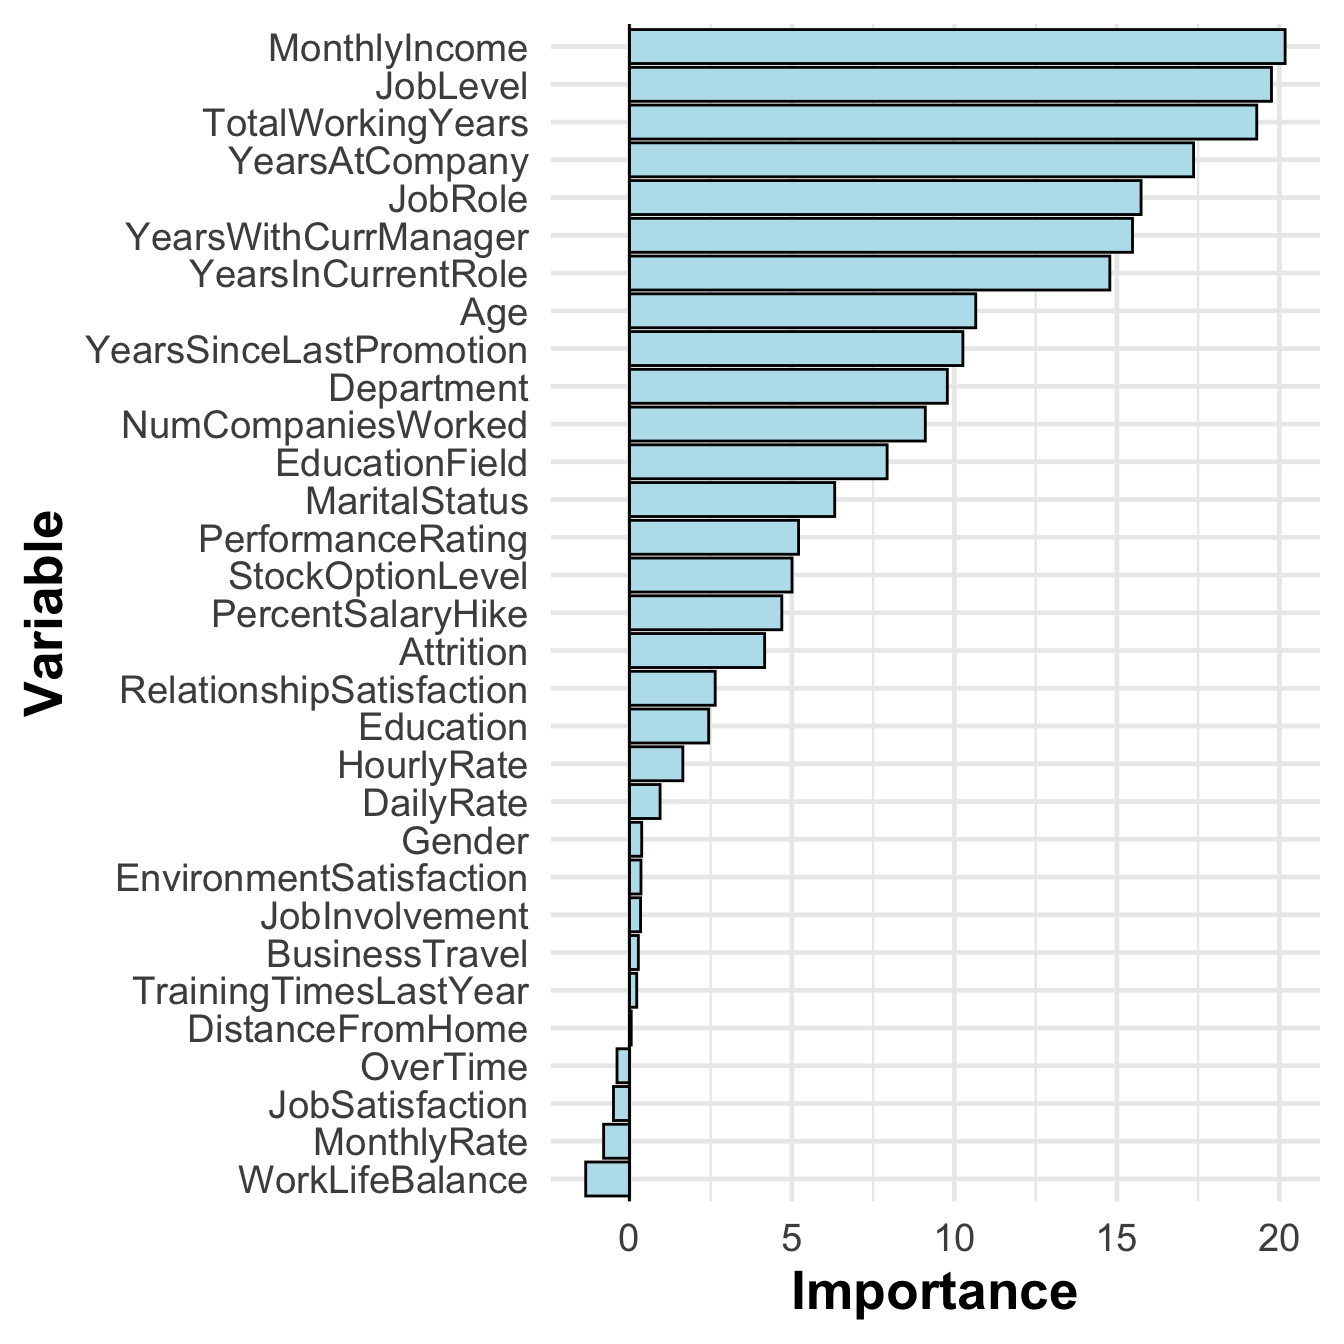 MonthlyIncome
JobLevel
TotalWorkingYears
YearsAtCompany
JobRole
YearsWithCurrManager
YearsInCurrentRole
Age
YearsSinceLastPromotion
Department
NumCompaniesWorked
EducationField
MaritalStatus
PerformanceRating
StockOptionLevel
PercentSalaryHike
Attrition
RelationshipSatisfaction
Education
HourlyRate
DailyRate
Gender
EnvironmentSatisfaction
JobInvolvement
BusinessTravel
TrainingTimesLastYear
DistanceFromHome
OverTime
JobSatisfaction
MonthlyRate
WorkLifeBalance
Variable
0 5 10 15 20
Importance